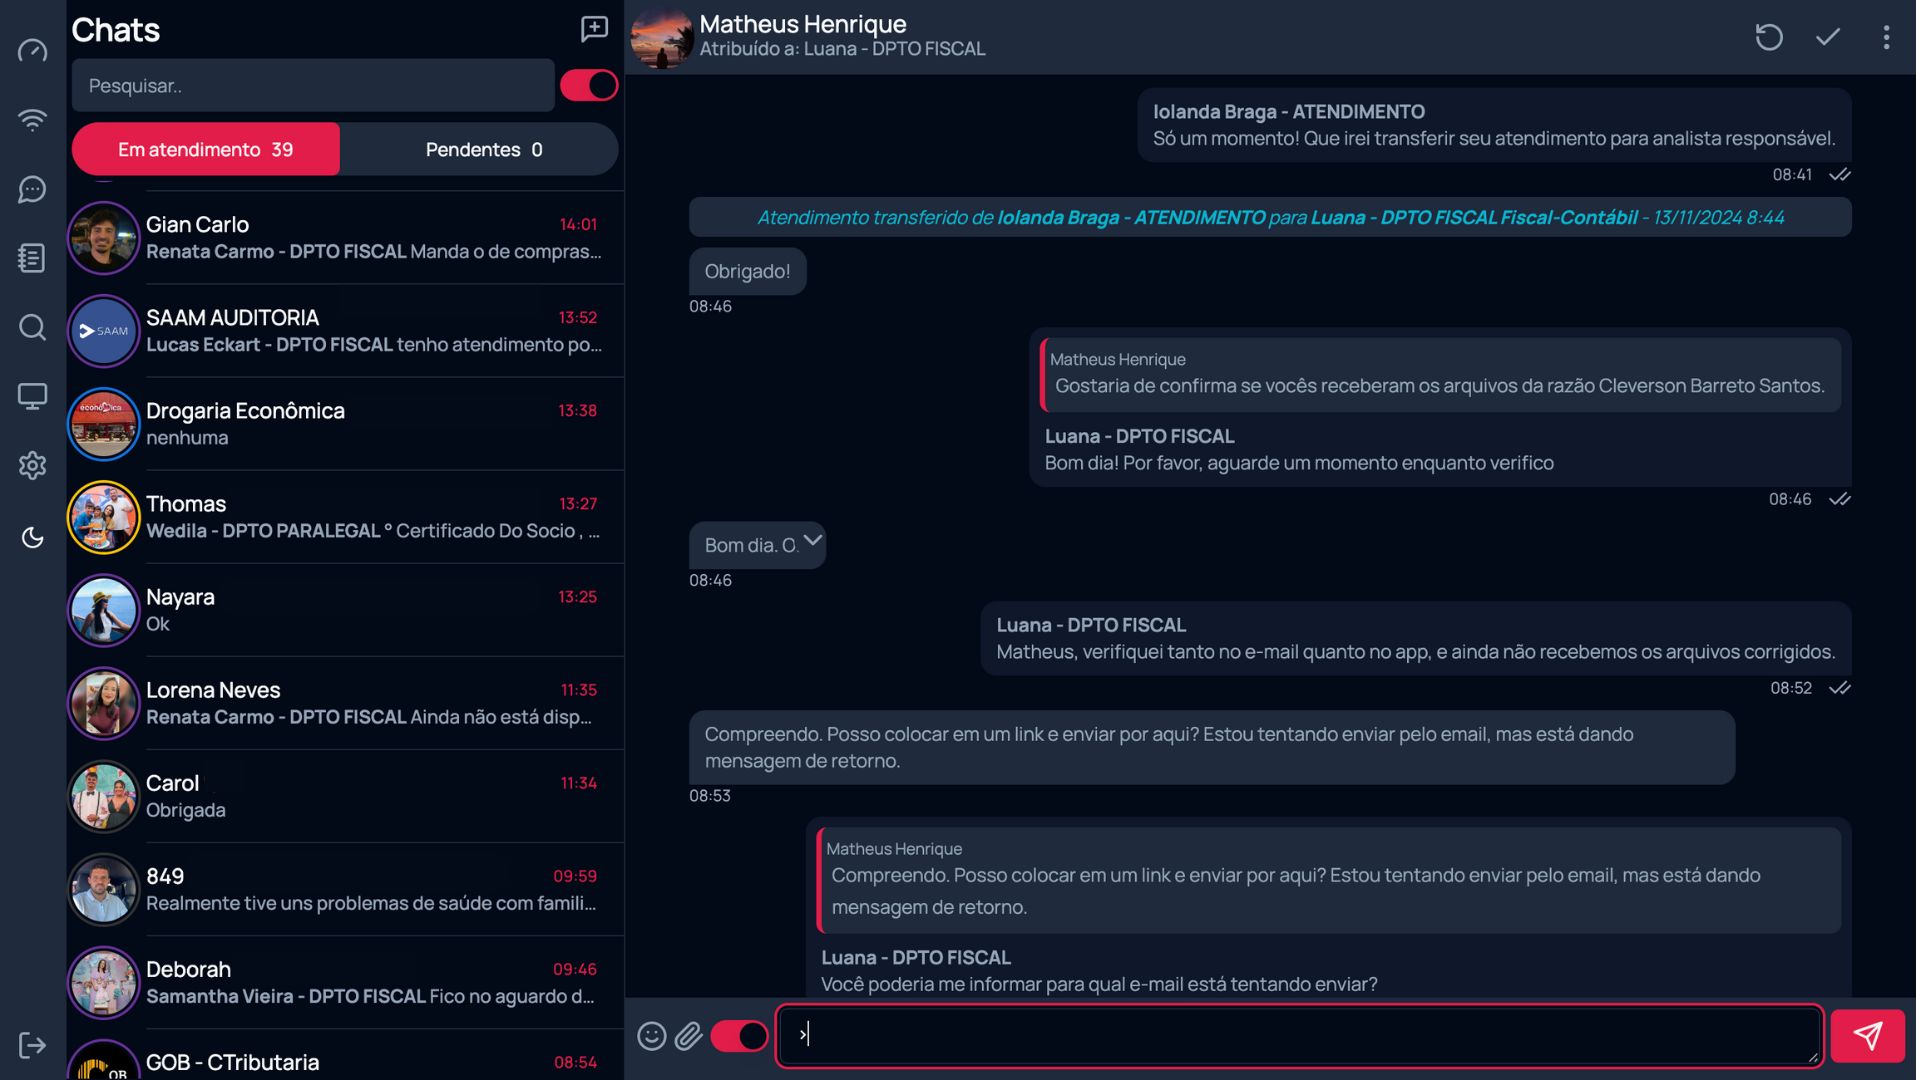 Chats
Pesquisar..
Em atendimento 39
Pendentes 0
Gian Carlo
14:01
Renata Carmo - DPTO FISCAL Manda o de compras...
SAAM
SAAM AUDITORIA
13:52
Lucas Eckart - DPTO FISCAL tenho atendimento po...
Drogaria Econômica
13:38
nenhuma
Thomas
13:27
Wedila - DPTO PARALEGAL ° Certificado Do Socio , ...
Nayara
13:25
Ok
Lorena Neves
11:35
Renata Carmo - DPTO FISCAL Ainda não está disp...
Carol
11:34
Obrigada
849
09:59
Realmente tive uns problemas de saúde com famili...
Deborah
09:46
Samantha Vieira - DPTO FISCAL Fico no aguardo d...
GOB - CTributaria
08:54
Matheus Henrique
Atribuído a: Luana - DPTO FISCAL
Iolanda Braga - ATENDIMENTO
Só um momento! Que irei transferir seu atendimento para analista responsável.
08:41
Atendimento transferido de Iolanda Braga - ATENDIMENTO para Luana - DPTO FISCAL Fiscal-Contábil - 13/11/2024 8:44
Obrigado!
08:46
Matheus Henrique
Gostaria de confirma se vocês receberam os arquivos da razão Cleverson Barreto Santos.
Luana - DPTO FISCAL
Bom dia! Por favor, aguarde um momento enquanto verifico
08:46
Bom dia. O.
08:46
Luana - DPTO FISCAL
Matheus, verifiquei tanto no e-mail quanto no app, e ainda não recebemos os arquivos corrigidos.
08:52
Compreendo. Posso colocar em um link e enviar por aqui? Estou tentando enviar pelo email, mas está dando
mensagem de retorno.
08:53
Matheus Henrique
Compreendo. Posso colocar em um link e enviar por aqui? Estou tentando enviar pelo email, mas está dando
mensagem de retorno.
Luana - DPTO FISCAL
Você poderia me informar para qual e-mail está tentando enviar?